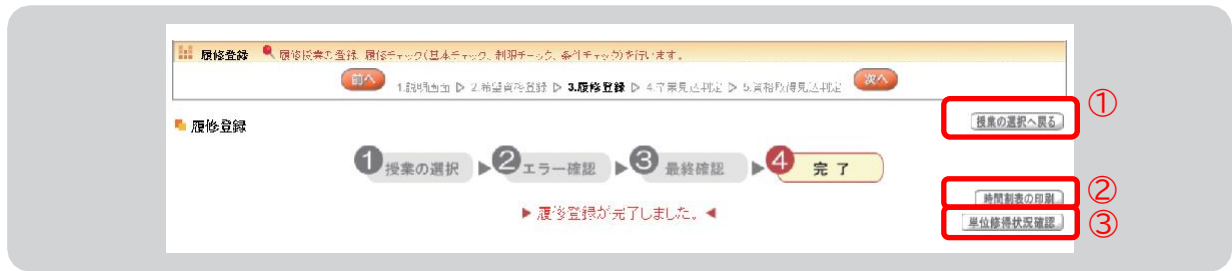 履修登録 履修授業の登録、履修チェック(基本チェック、制限チェック、条件チェック)を行います。
前へ 1.説明画面 ▷ 2.希望資格登録 ▷ 3.履修登録 ▷ 4.卒業見込判定 ▷ 5.資格取得見込判定 次へ
①
履修登録 授業の選択へ戻る
1 授業の選択 ▶ 2 エラー確認 ▶ 3 最終確認 ▶ 4 完了
時間割表の印刷 ②
▶ 履修登録が完了しました。 ◀
単位修得状況確認 ③